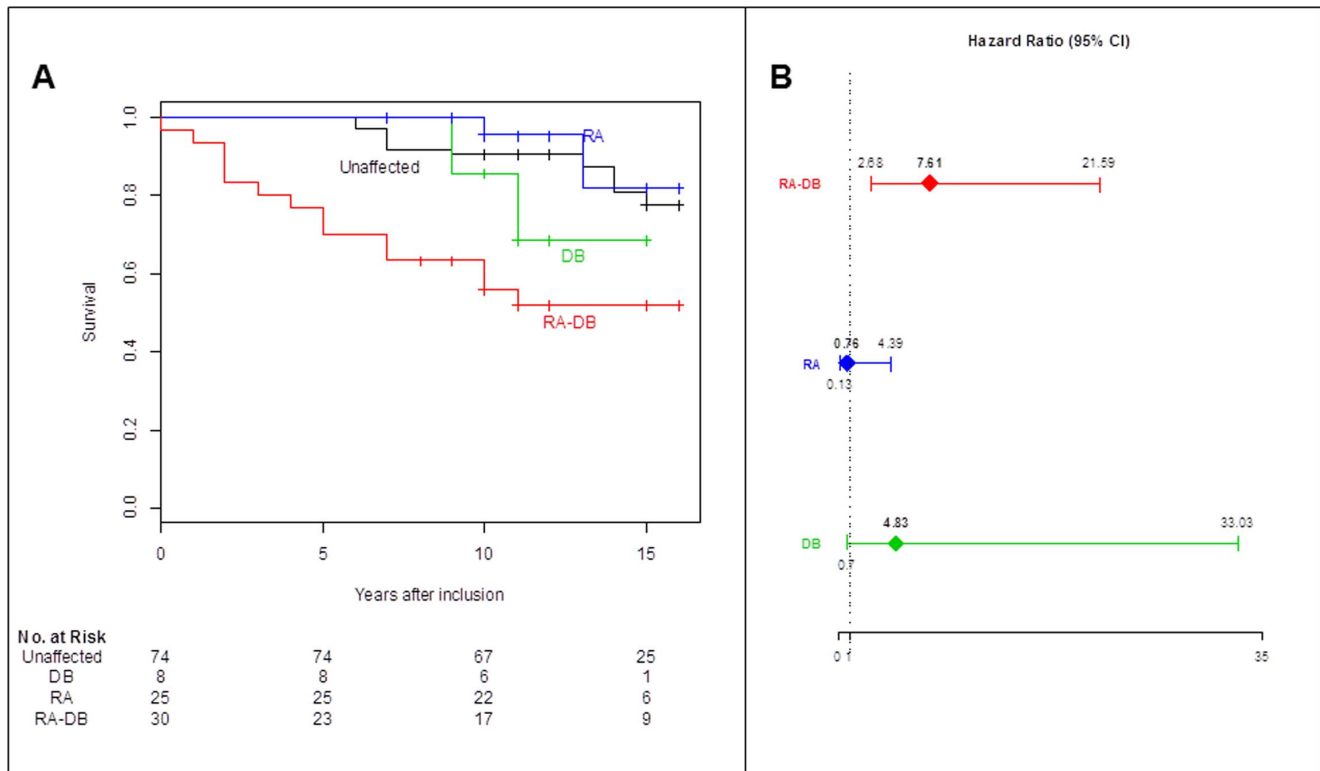 A
1.0
0.8
0.6
0.4
0.2
0.0
Survival
RA
Unaffected
DB
RA-DB
0 5 10 15
Years after inclusion
No. at Risk
Unaffected 74 74 67 25
DB 8 8 6 1
RA 25 25 22 6
RA-DB 30 23 17 9
B
Hazard Ratio (95% CI)
2.68 7.61 21.59
RA-DB
0.76 4.39
RA
0.13
4.83 33.03
DB
0.7
0 1 35